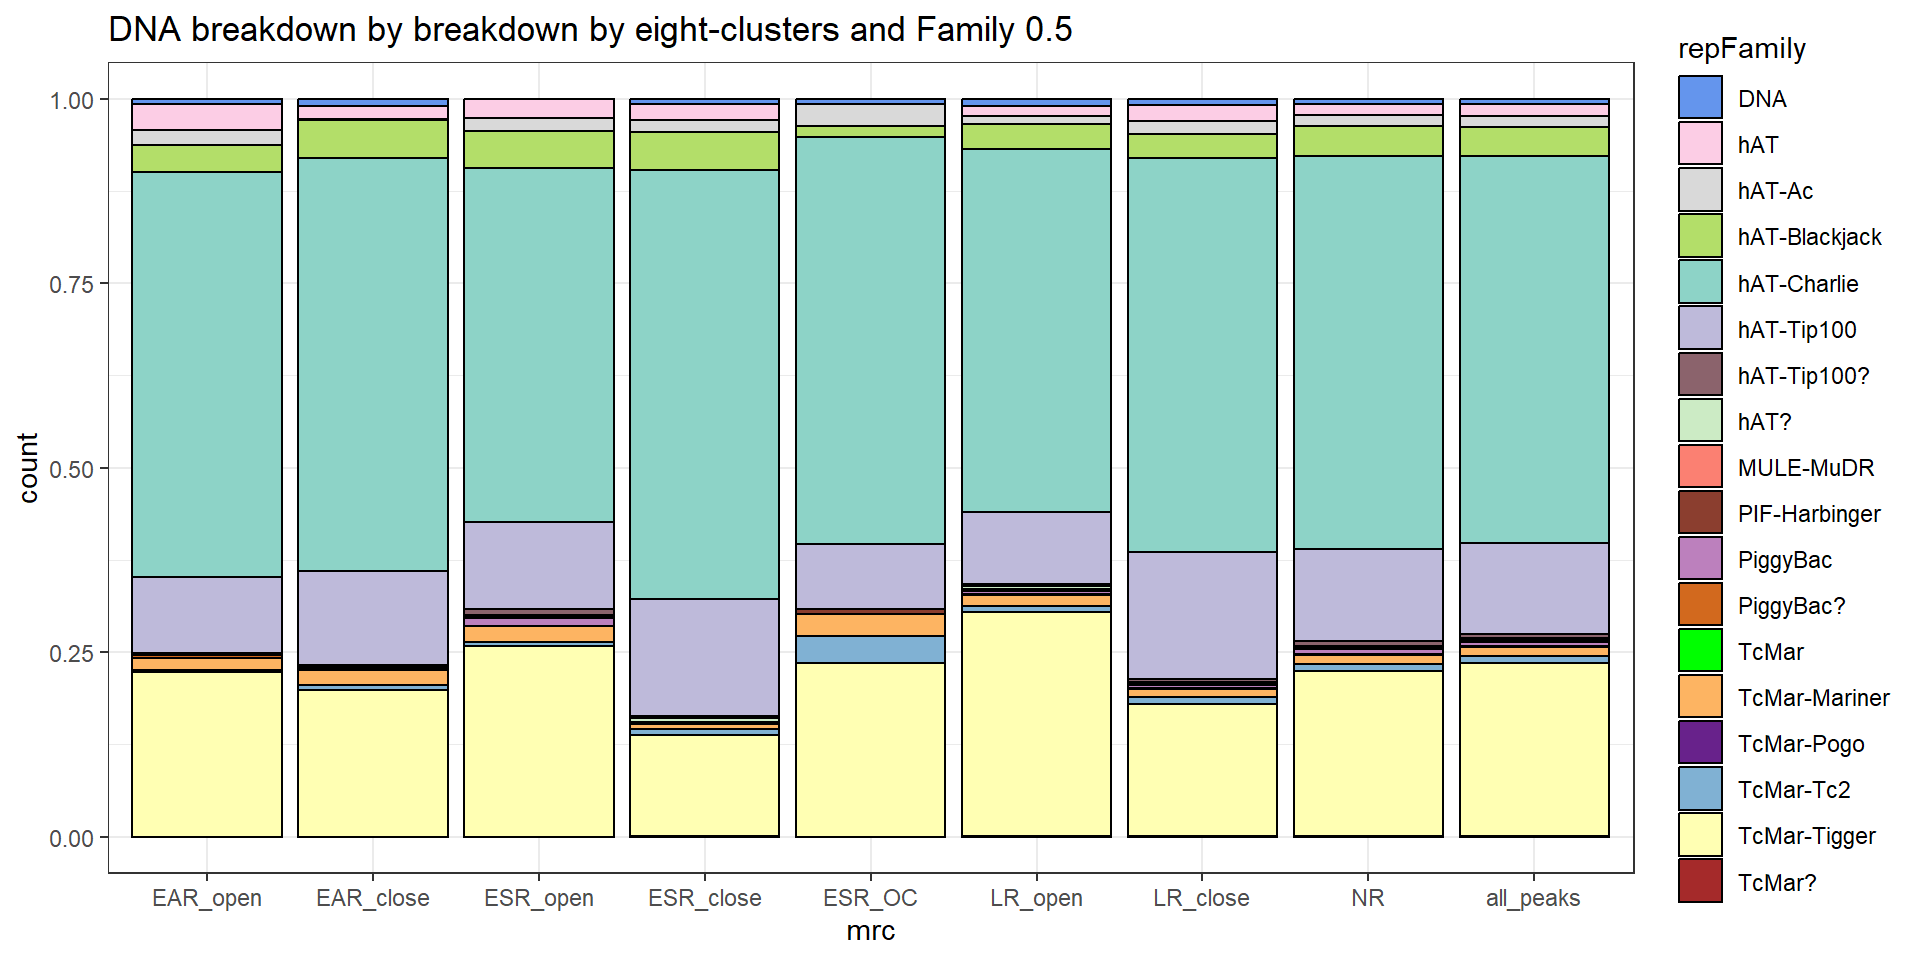 DNA breakdown by breakdown by eight-clusters and Family 0.5
count
1.00
0.75
0.50
0.25
0.00
EAR_open
EAR_close
ESR_open
ESR_close
ESR_OC
LR_open
LR_close
NR
all_peaks
mrc
repFamily
DNA
hAT
hAT-Ac
hAT-Blackjack
hAT-Charlie
hAT-Tip100
hAT-Tip100?
hAT?
MULE-MuDR
PIF-Harbinger
PiggyBac
PiggyBac?
TcMar
TcMar-Mariner
TcMar-Pogo
TcMar-Tc2
TcMar-Tigger
TcMar?